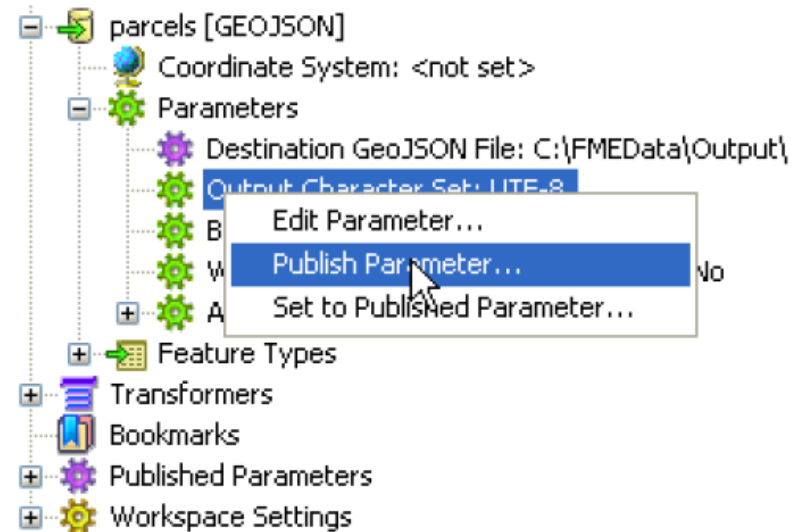 parcels [GEOJSON]
Coordinate System: <not set>
Parameters
Destination GeoJSON File: C:\FMEData\Output\
Output Character Set: UTF-8
B
Edit Parameter...
W
Publish Parameter...
No
A
Set to Published Parameter...
Feature Types
Transformers
Bookmarks
Published Parameters
Workspace Settings